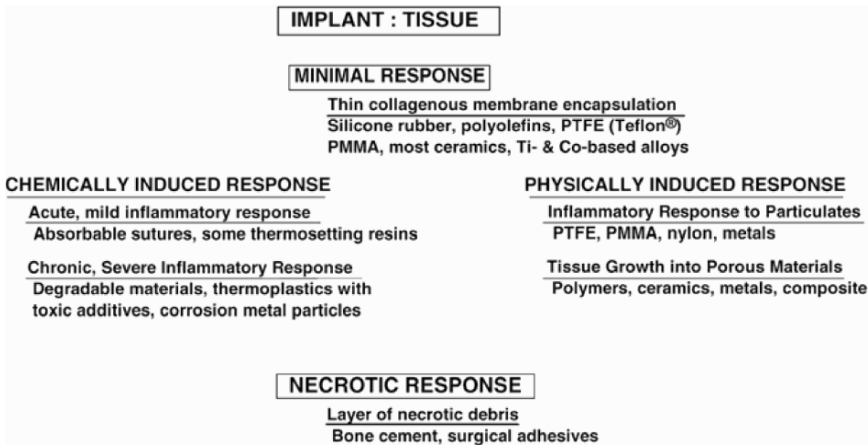 IMPLANT : TISSUE
MINIMAL RESPONSE
Thin collagenous membrane encapsulation
Silicone rubber, polyolefins, PTFE (Teflon®)
PMMA, most ceramics, Ti- & Co-based alloys
CHEMICALLY INDUCED RESPONSE
Acute, mild inflammatory response
Absorbable sutures, some thermosetting resins
Chronic, Severe Inflammatory Response
Degradable materials, thermoplastics with
toxic additives, corrosion metal particles
PHYSICALLY INDUCED RESPONSE
Inflammatory Response to Particulates
PTFE, PMMA, nylon, metals
Tissue Growth into Porous Materials
Polymers, ceramics, metals, composite
NECROTIC RESPONSE
Layer of necrotic debris
Bone cement, surgical adhesives